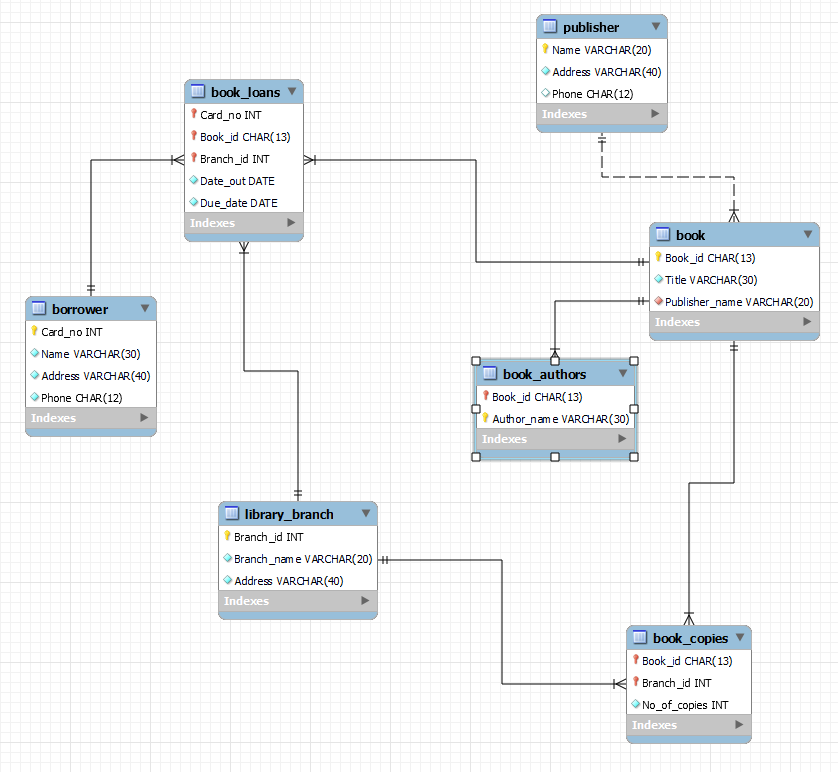 publisher
Name VARCHAR(20)
Address VARCHAR(40)
Phone CHAR(12)
Indexes
book_loans
Card_no INT
Book_id CHAR(13)
Branch_id INT
Date_out DATE
Due_date DATE
Indexes
book
Book_id CHAR(13)
Title VARCHAR(30)
Publisher_name VARCHAR(20)
Indexes
borrower
Card_no INT
Name VARCHAR(30)
Address VARCHAR(40)
Phone CHAR(12)
Indexes
book_authors
Book_id CHAR(13)
Author_name VARCHAR(30)
Indexes
library_branch
Branch_id INT
Branch_name VARCHAR(20)
Address VARCHAR(40)
Indexes
book_copies
Book_id CHAR(13)
Branch_id INT
No_of_copies INT
Indexes